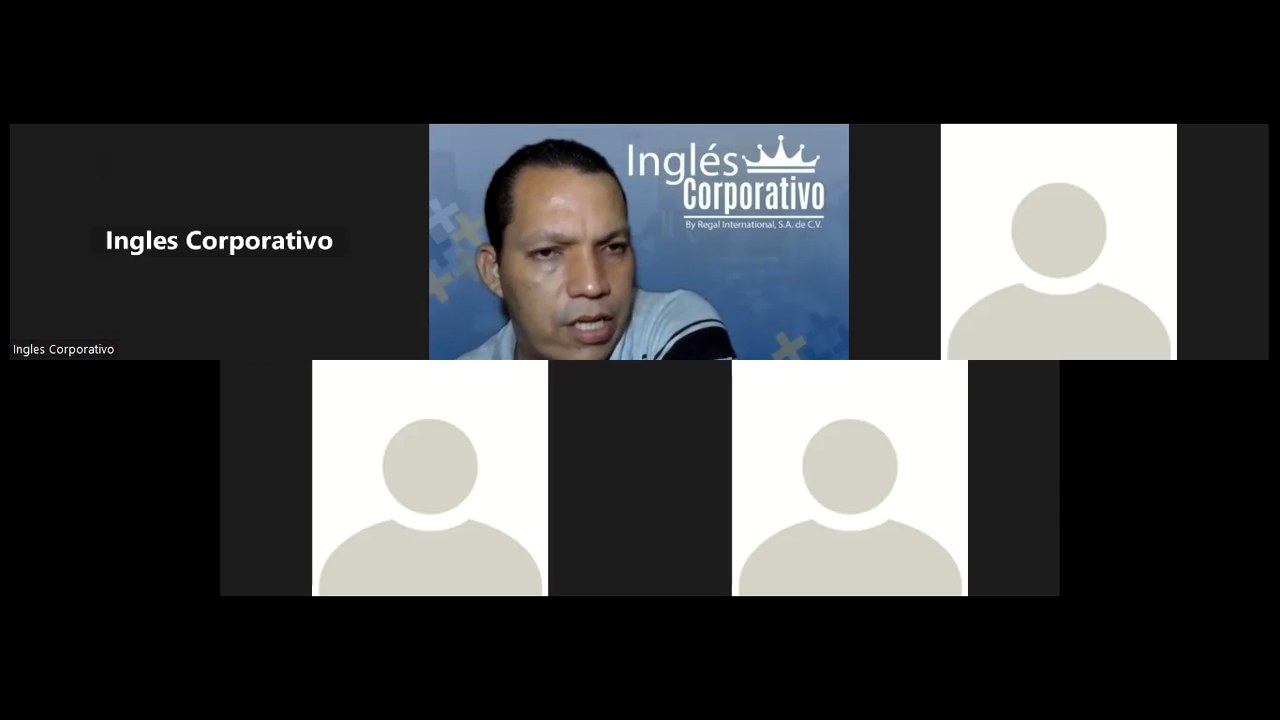 Ingles Corporativo
Ingles Corporativo
Inglés
Corporativo
By Regal International, S.A. de C.V.